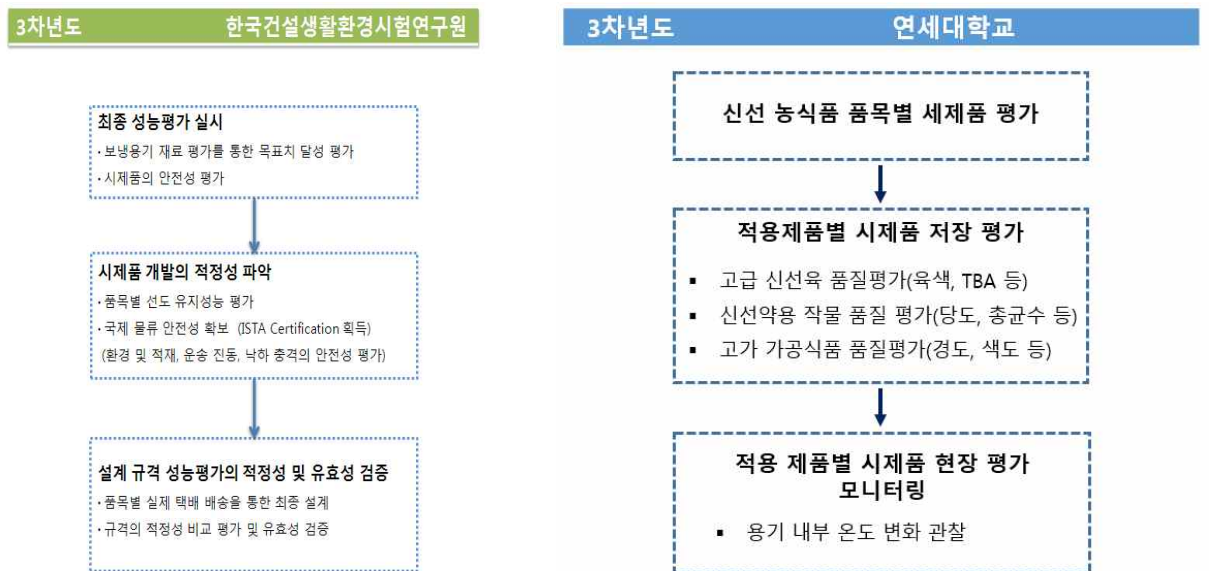 3차년도 한국건설생활환경시험연구원
최종 성능평가 실시
· 보냉용기 재료 평가를 통한 목표치 달성 평가
· 시제품의 안전성 평가
시제품 개발의 적정성 파악
· 품목별 선도 유지성능 평가
· 국제 물류 안전성 확보 (ISTA Certification 획득)
(환경 및 적재, 운송 진동, 낙하 충격의 안전성 평가)
설계 규격 성능평가의 적정성 및 유효성 검증
· 품목별 실제 택배 배송을 통한 최종 설계
· 규격의 적정성 비교 평가 및 유효성 검증
3차년도 연세대학교
신선 농식품 품목별 세제품 평가
적용제품별 시제품 저장 평가
▪ 고급 신선육 품질평가(육색, TBA 등)
▪ 신선약용 작물 품질 평가(당도, 총균수 등)
▪ 고가 가공식품 품질평가(경도, 색도 등)
적용 제품별 시제품 현장 평가
모니터링
▪ 용기 내부 온도 변화 관찰